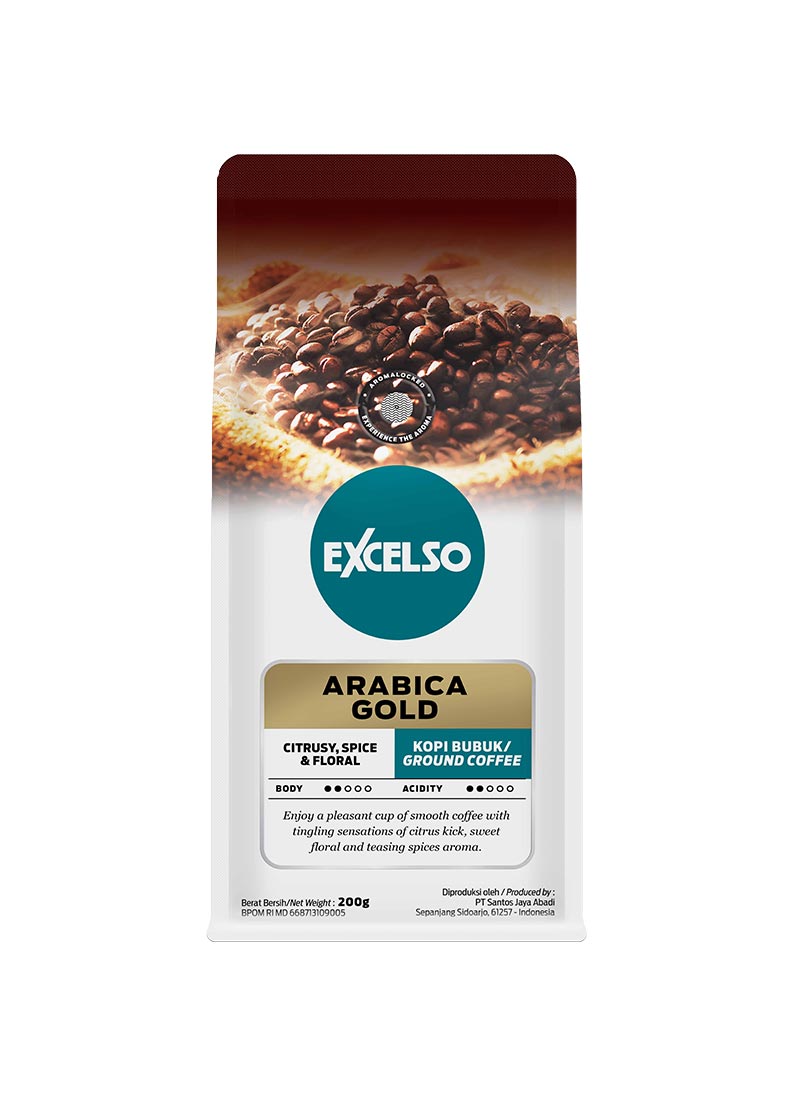 AROMALOCKED
EXPERIENCE THE AROMA
EXCELSO
ARABICA
GOLD
CITRUSY, SPICE
& FLORAL
KOPI BUBUK/
GROUND COFFEE
BODY
ACIDITY
Enjoy a pleasant cup of smooth coffee with
tingling sensations of citrus kick, sweet
floral and teasing spices aroma.
Berat Bersih/Net Weight : 200g
BPOM RI MD 668713109005
Diproduksi oleh / Produced by :
PT Santos Jaya Abadi
Sepanjang Sidoarjo, 61257 - Indonesia